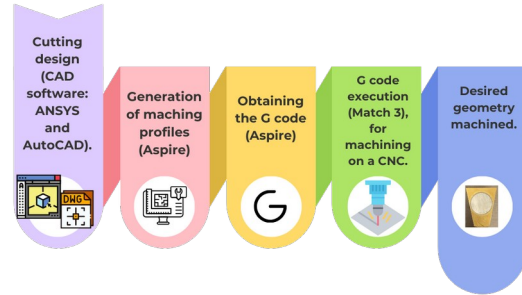 Cutting
design
(CAD
software:
ANSYS
and
AutoCAD).
DWG
Generation
of maching
profiles
(Aspire)
Obtaining
the G code
(Aspire)
G
G code
execution
(Match 3),
for
machining
on a CNC.
Desired
geometry
machined.